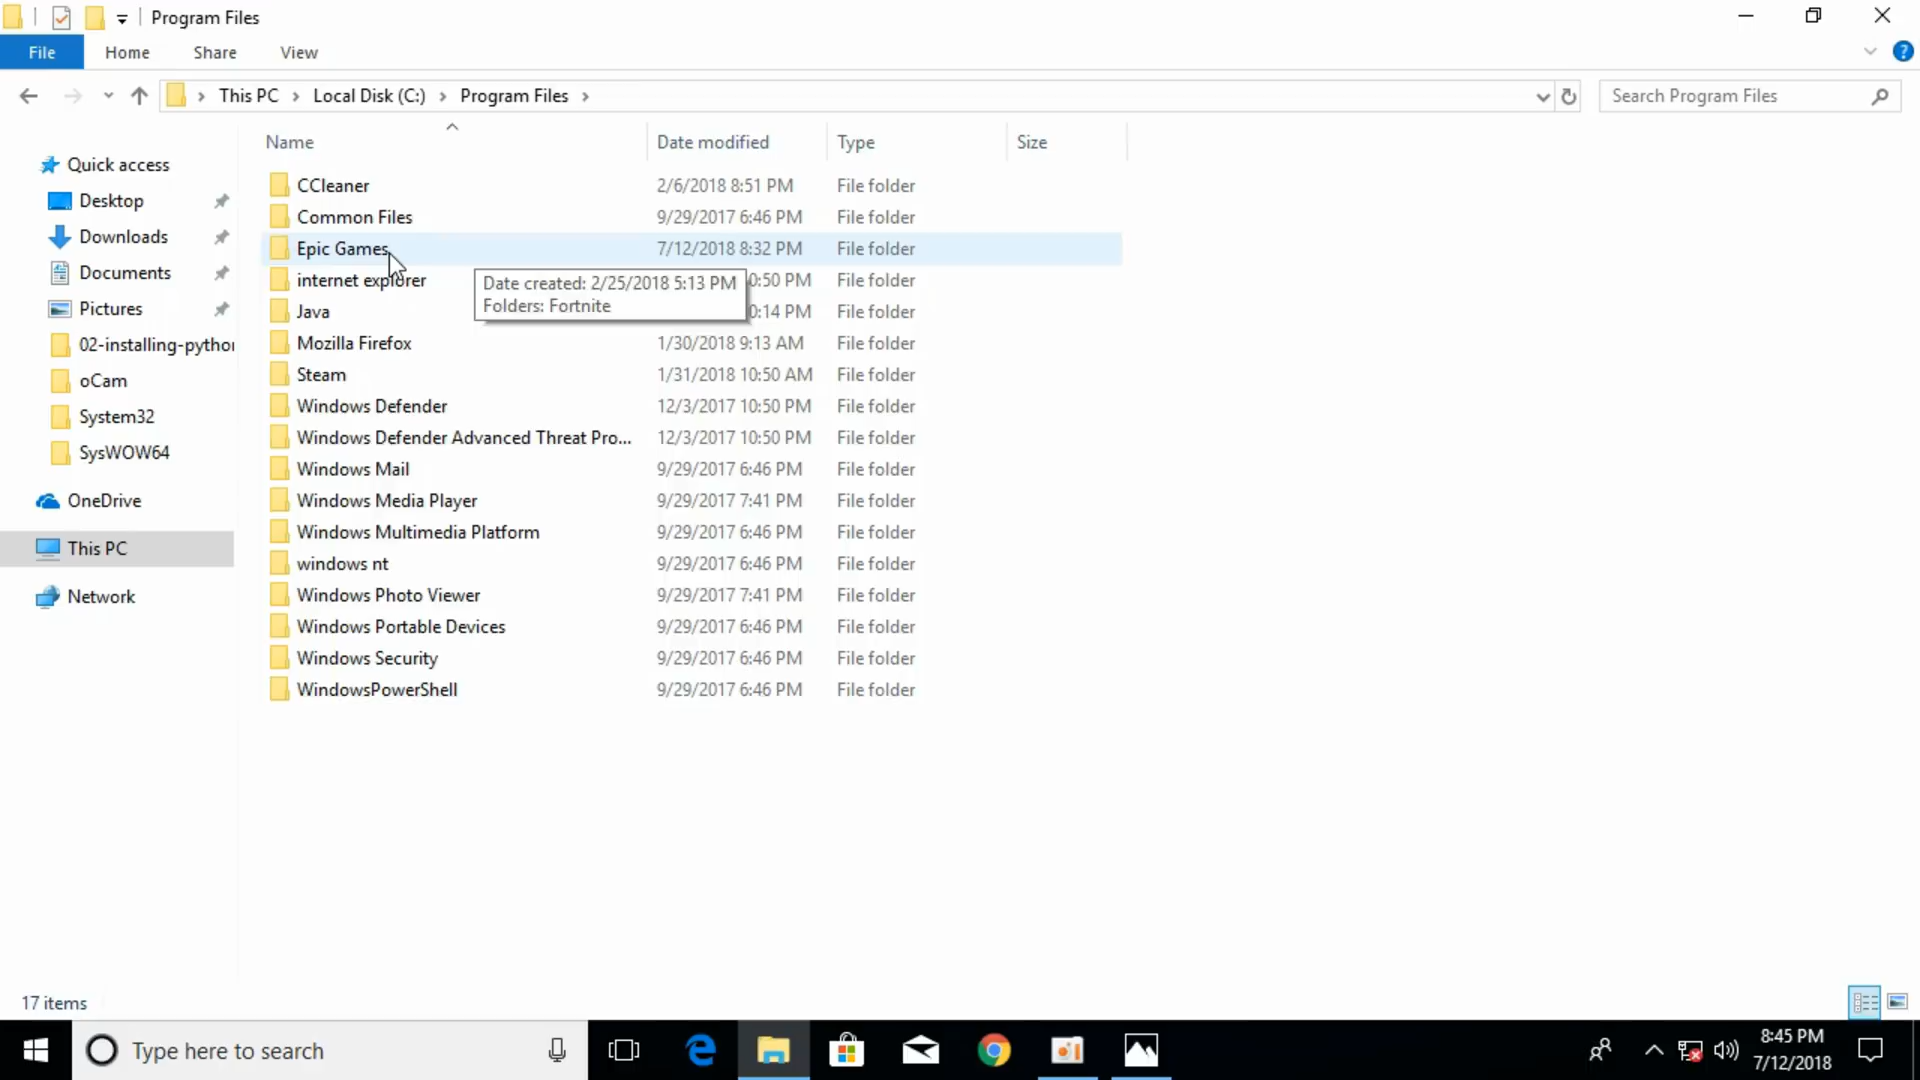 Program Files
File Home Share View
This PC Local Disk (C:) Program Files
Search Program Files
Name Date modified Type Size
Quick access
Desktop
Downloads
Documents
Pictures
02-installing-python
oCam
System32
SysWOW64
OneDrive
This PC
Network
CCleaner 2/6/2018 8:51 PM File folder
Common Files 9/29/2017 6:46 PM File folder
Epic Games 7/12/2018 8:32 PM File folder
internet explorer 0:50 PM File folder
Java 0:14 PM File folder
Date created: 2/25/2018 5:13 PM
Folders: Fortnite
Mozilla Firefox 1/30/2018 9:13 AM File folder
Steam 1/31/2018 10:50 AM File folder
Windows Defender 12/3/2017 10:50 PM File folder
Windows Defender Advanced Threat Pro... 12/3/2017 10:50 PM File folder
Windows Mail 9/29/2017 6:46 PM File folder
Windows Media Player 9/29/2017 7:41 PM File folder
Windows Multimedia Platform 9/29/2017 6:46 PM File folder
windows nt 9/29/2017 6:46 PM File folder
Windows Photo Viewer 9/29/2017 7:41 PM File folder
Windows Portable Devices 9/29/2017 6:46 PM File folder
Windows Security 9/29/2017 6:46 PM File folder
WindowsPowerShell 9/29/2017 6:46 PM File folder
17 items
Type here to search
8:45 PM
7/12/2018